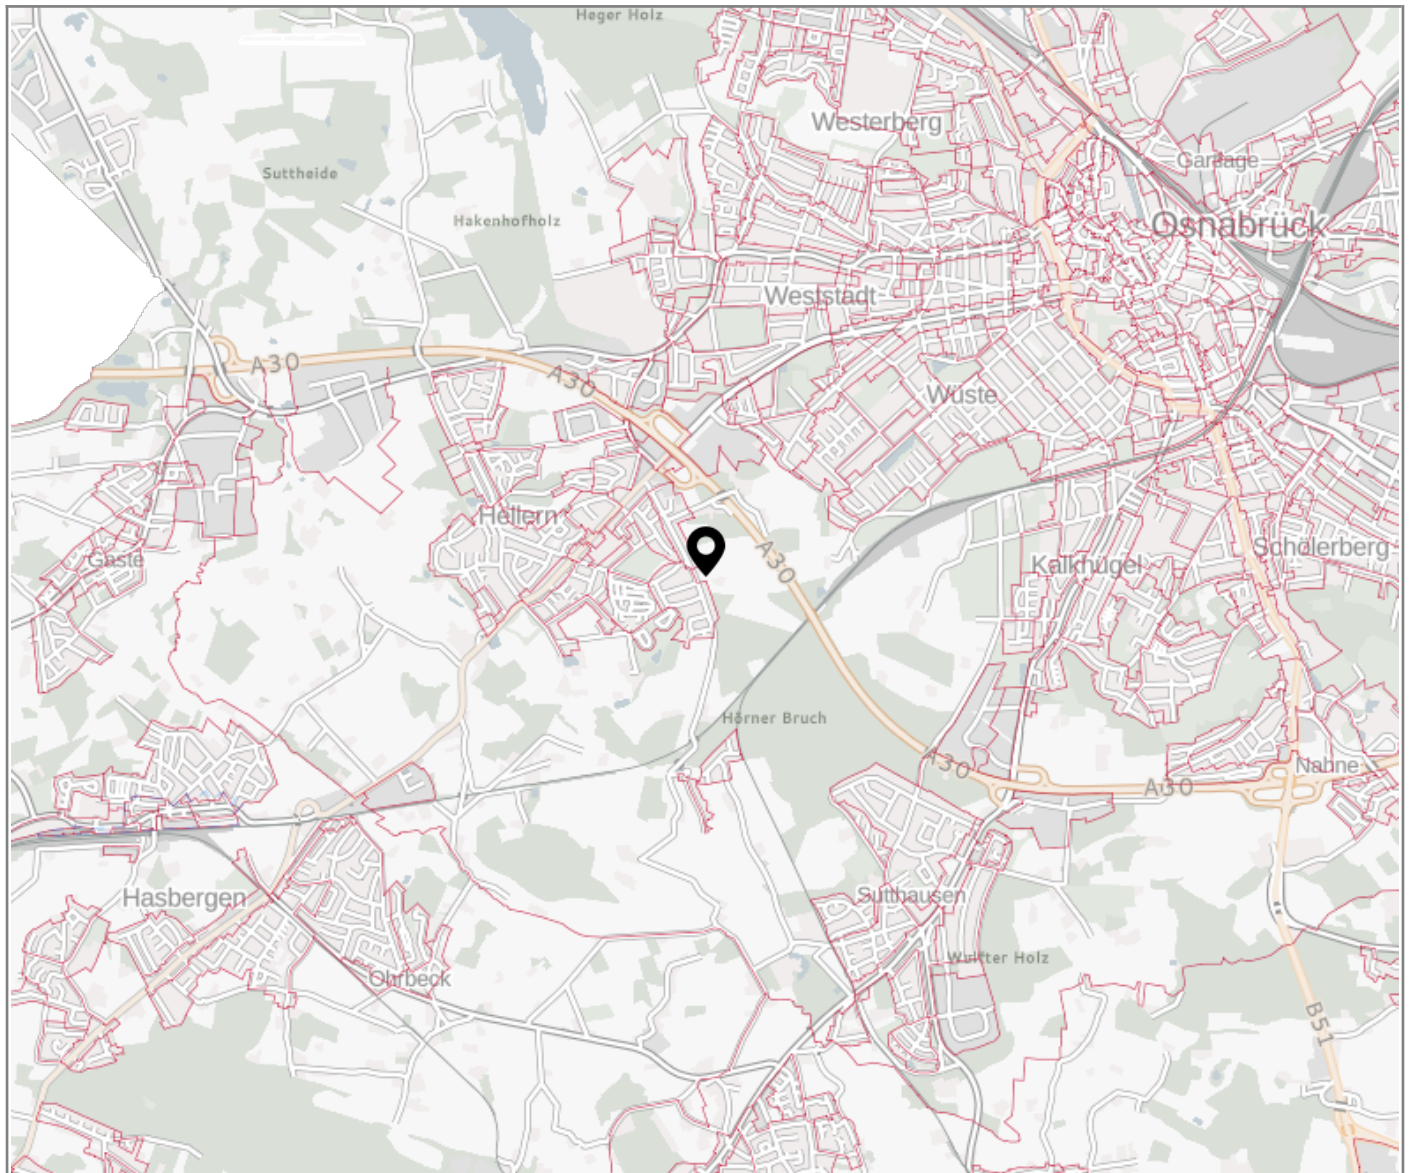 Heger Holz
Westerberg
Gartlage
Suttheide
Hakenhofholz
Osnabrück
Weststadt
A30
A30
Wüste
Hellern
Gaste
A30
Kalkhügel
Schölerberg
Hörner Bruch
A30
A30
Nahne
Hasbergen
Sutthausen
Wulfter Holz
Ohrbeck
B51